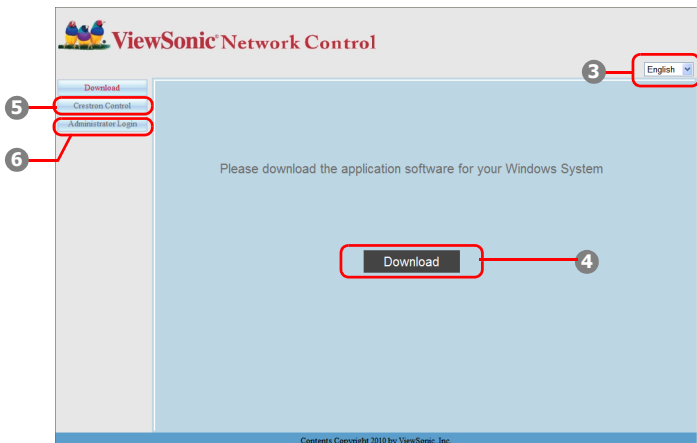 ViewSonic® Network Control
3
English
Download
5
Crestron Control
Administrator Login
6
Please download the application software for your Windows System
Download
4
Contents Copyright 2010 by ViewSonic, Inc.